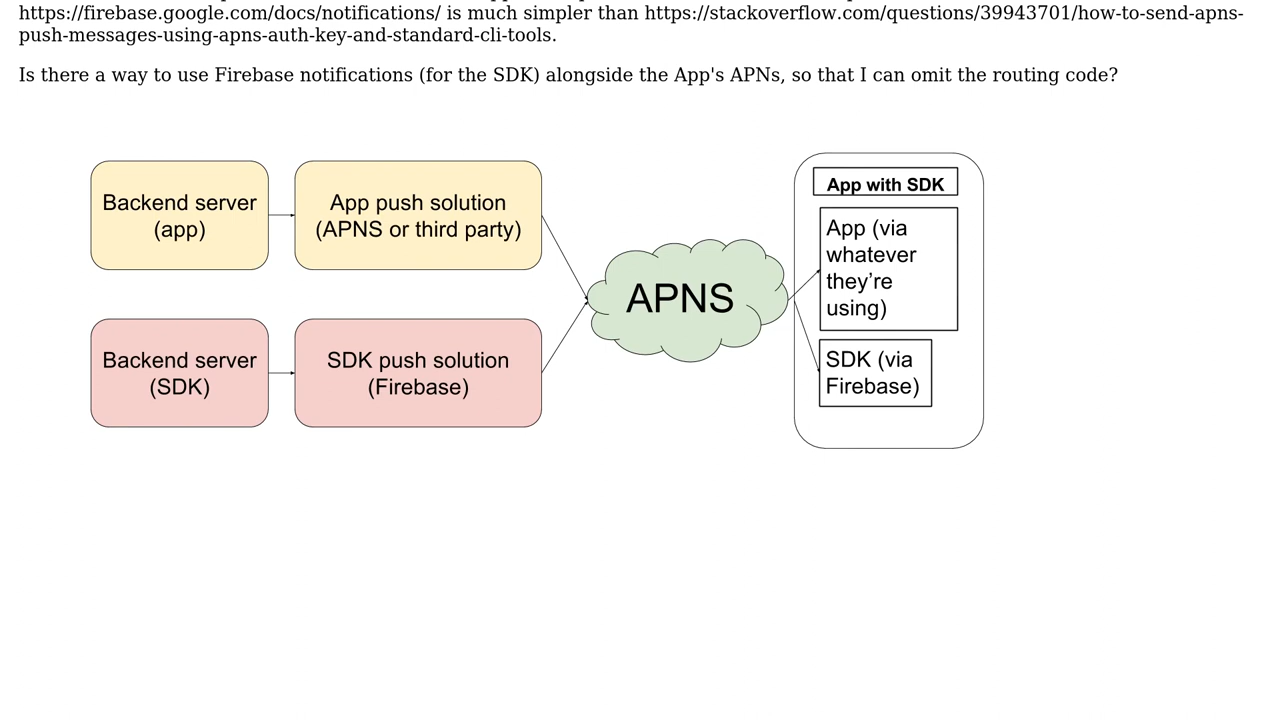 https://firebase.google.com/docs/notifications/ is much simpler than https://stackoverflow.com/questions/39943701/how-to-send-apns-
push-messages-using-apns-auth-key-and-standard-cli-tools.
Is there a way to use Firebase notifications (for the SDK) alongside the App's APNs, so that I can omit the routing code?
Backend server
(app)
App push solution
(APNS or third party)
Backend server
(SDK)
SDK push solution
(Firebase)
APNS
App with SDK
App (via
whatever
they’re
using)
SDK (via
Firebase)